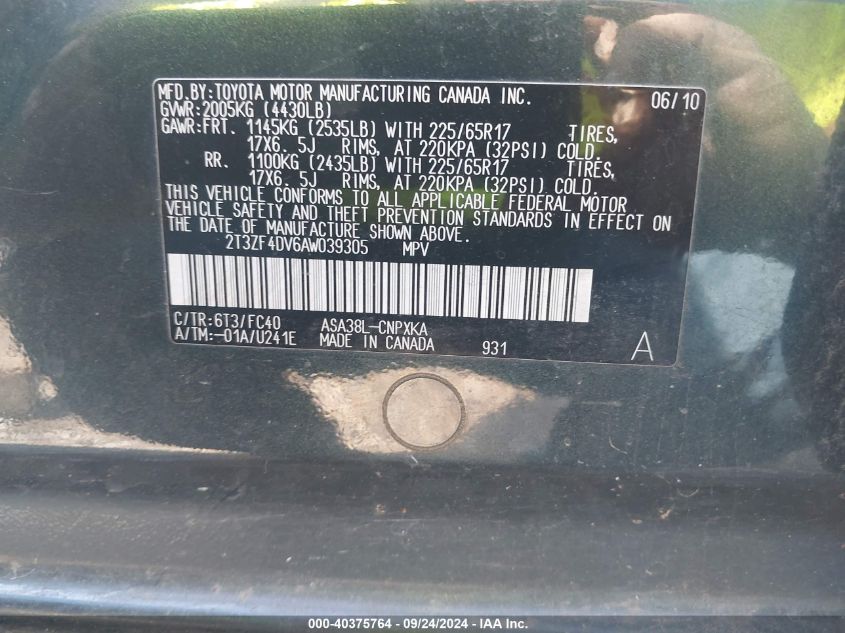 MFD.BY:TOYOTA MOTOR MANUFACTURING CANADA INC. 06/10
GVWR:2005KG (4430LB)
GAWR:FRT. 1145KG (2535LB) WITH 225/65R17 TIRES,
17X6. 5J RIMS, AT 220KPA (32PSI) COLD.
RR. 1100KG (2435LB) WITH 225/65R17 TIRES,
17X6. 5J RIMS, AT 220KPA (32PSI) COLD.
THIS VEHICLE CONFORMS TO ALL APPLICABLE FEDERAL MOTOR
VEHICLE SAFETY AND THEFT PREVENTION STANDARDS IN EFFECT ON
THE DATE OF MANUFACTURE SHOWN ABOVE.
2T3ZF4DV6AW039305 MPV
C/TR:6T3/FC40 ASA38L-CNPXKA
A/TM:-01A/U241E MADE IN CANADA 931 A
000-40375764 - 09/24/2024 - IAA Inc.